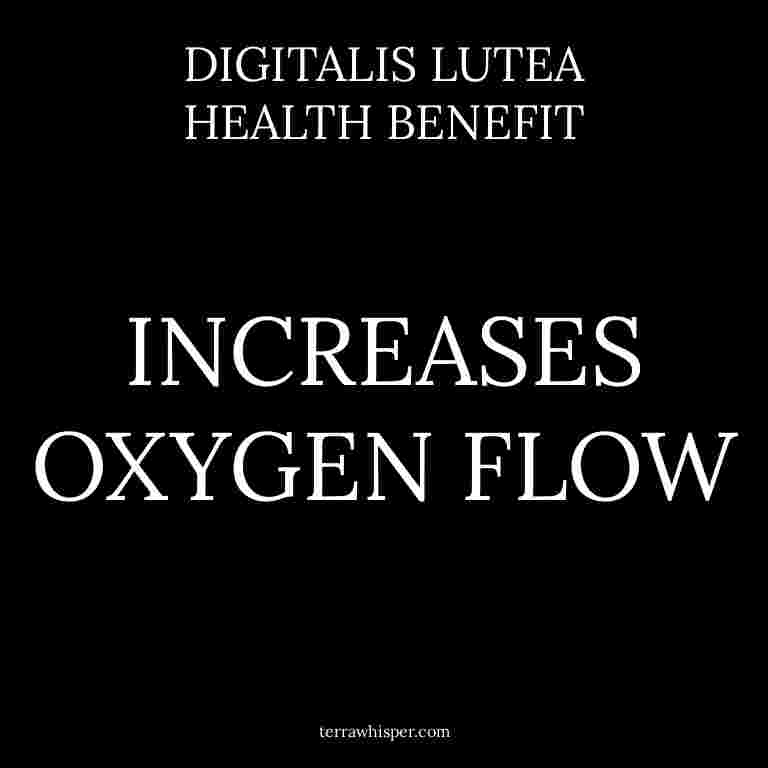 DIGITALIS LUTEA
HEALTH BENEFIT
INCREASES
OXYGEN FLOW
terrawhisper.com